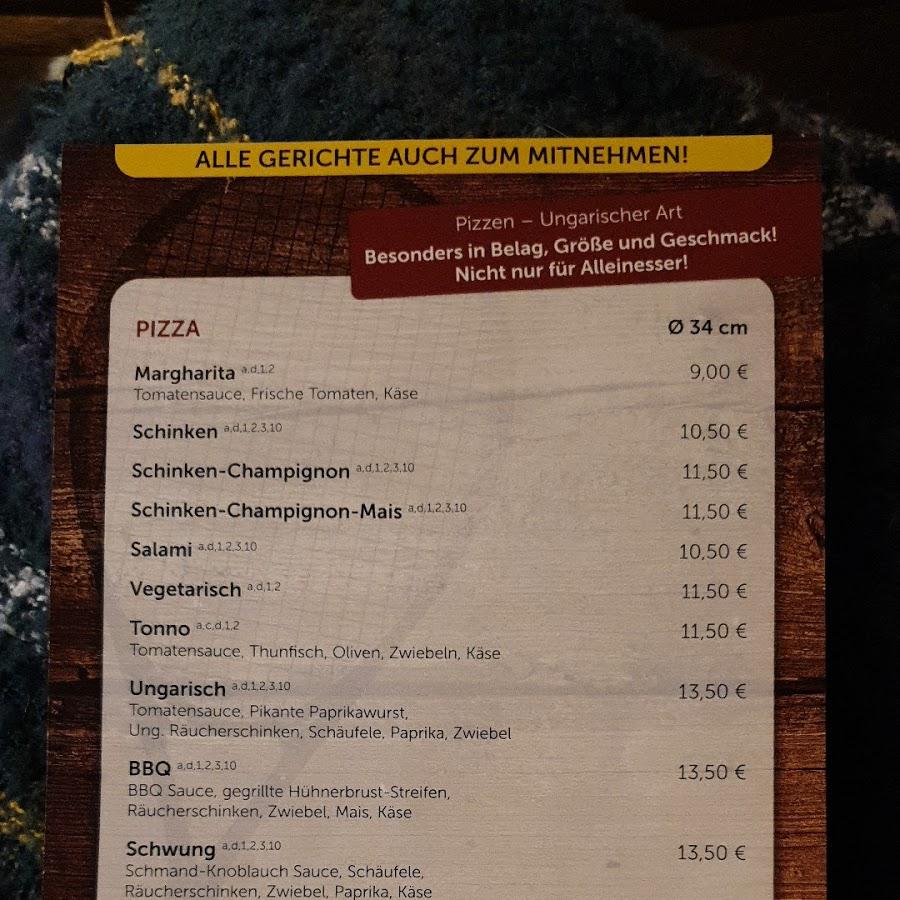 ALLE GERICHTE AUCH ZUM MITNEHMEN!
Pizzen – Ungarischer Art
Besonders in Belag, Größe und Geschmack!
Nicht nur für Alleinesser!
PIZZA Ø 34 cm
Margharita a,d,1,2 9,00 €
Tomatensauce, Frische Tomaten, Käse
Schinken a,d,1,2,3,10 10,50 €
Schinken-Champignon a,d,1,2,3,10 11,50 €
Schinken-Champignon-Mais a,d,1,2,3,10 11,50 €
Salami a,d,1,2,3,10 10,50 €
Vegetarisch a,d,1,2 11,50 €
Tonno a,c,d,1,2 11,50 €
Tomatensauce, Thunfisch, Oliven, Zwiebeln, Käse
Ungarisch a,d,1,2,3,10 13,50 €
Tomatensauce, Pikante Paprikawurst,
Ung. Räucherschinken, Schäufele, Paprika, Zwiebel
BBQ a,d,1,2,3,10 13,50 €
BBQ Sauce, gegrillte Hühnerbrust-Streifen,
Räucherschinken, Zwiebel, Mais, Käse
Schwung a,d,1,2,3,10 13,50 €
Schmand-Knoblauch Sauce, Schäufele,
Räucherschinken, Zwiebel, Paprika, Käse